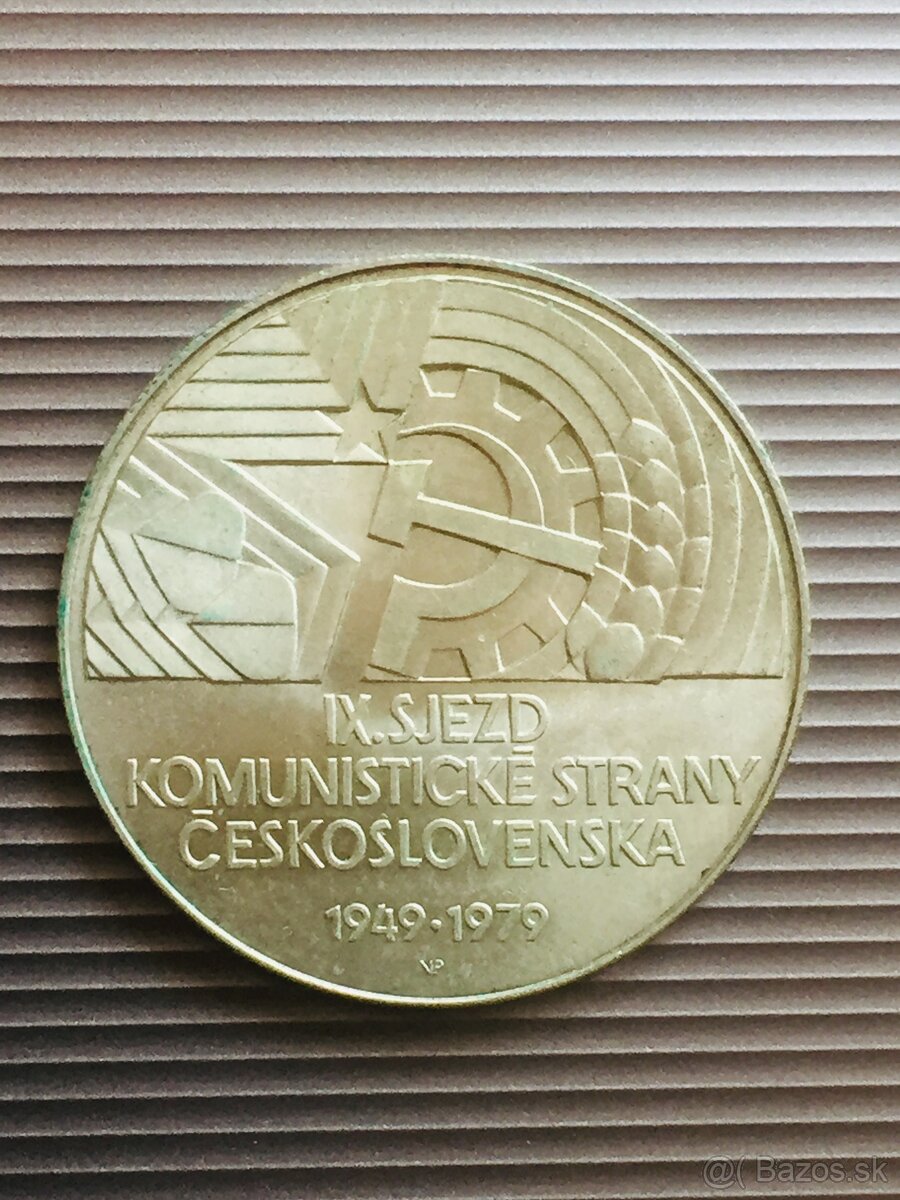 IX. SJEZD
KOMUNISTICKÉ STRANY
ČESKOSLOVENSKA
1949 · 1979
VP
@( Bazos.sk